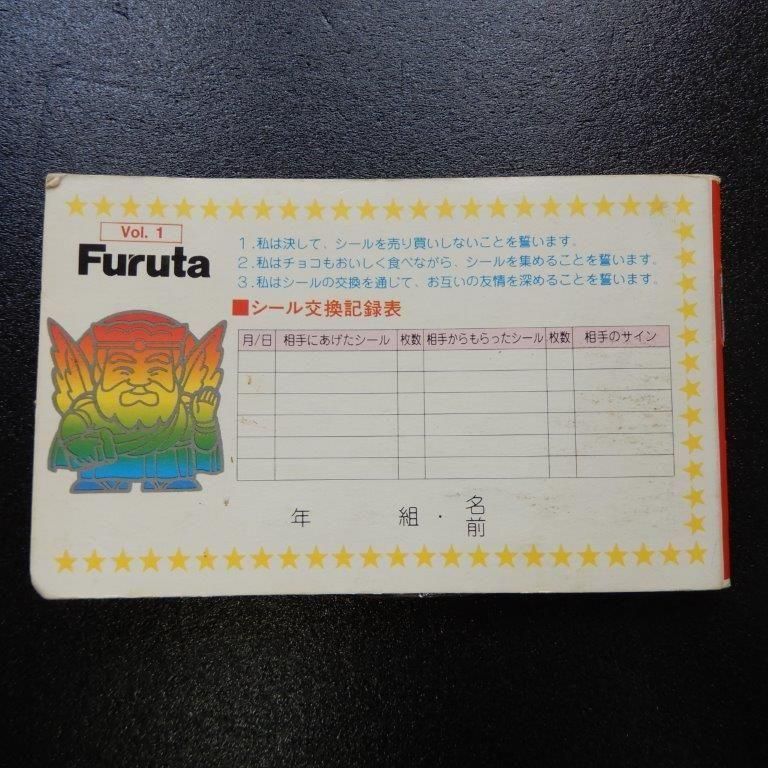 Vol. 1
Furuta
1.私は決して、シールを売り買いしないことを誓います。
2.私はチョコもおいしく食べながら、シールを集めることを誓います。
3.私はシールの交換を通じて、お互いの友情を深めることを誓います。
■シール交換記録表
月/日 相手にあげたシール 枚数 相手からもらったシール 枚数 相手のサイン
年 組・名前